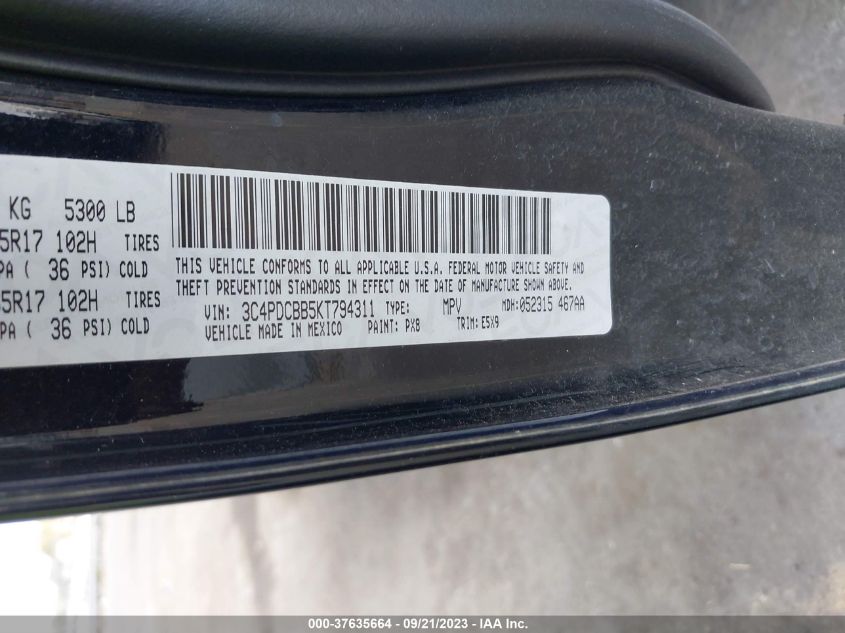 KG 5300 LB
5R17 102H TIRES
PA ( 36 PSI) COLD
5R17 102H TIRES
PA ( 36 PSI) COLD
THIS VEHICLE CONFORMS TO ALL APPLICABLE U.S.A. FEDERAL MOTOR VEHICLE SAFETY AND
THEFT PREVENTION STANDARDS IN EFFECT ON THE DATE OF MANUFACTURE SHOWN ABOVE.
VIN: 3C4PDCBB5KT794311 TYPE: MPV MDH: 052315 467AA
VEHICLE MADE IN MEXICO PAINT: PX8 TRIM: E5X9
000-37635664 - 09/21/2023 - IAA Inc.